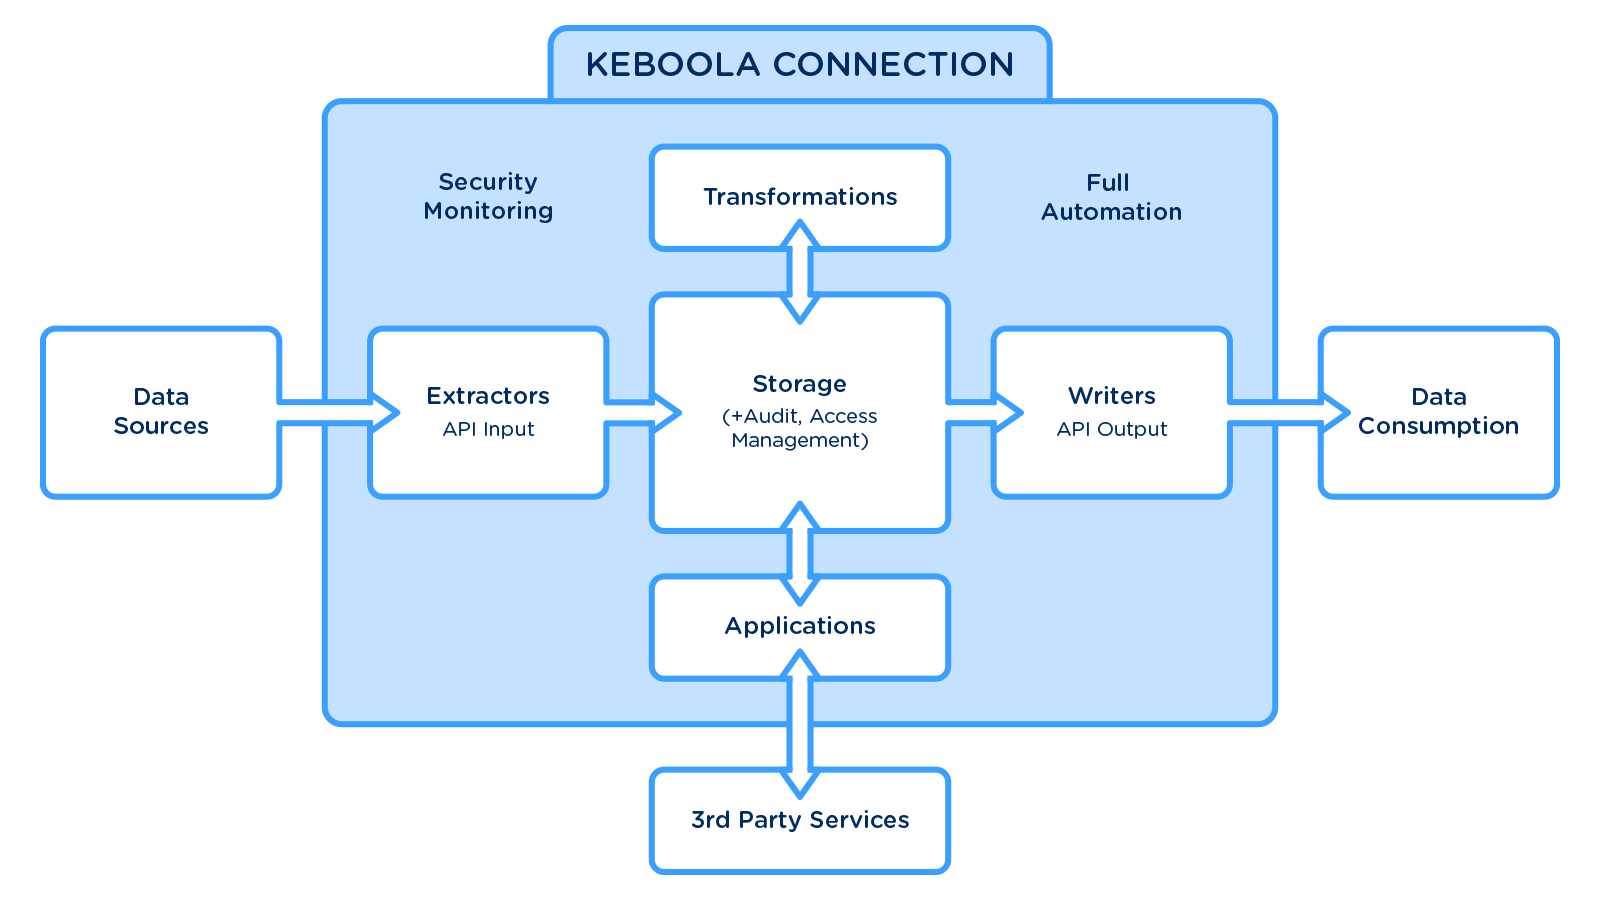 KEBOOLA CONNECTION
Security
Monitoring
Transformations
Full
Automation
Data
Sources
Extractors
API Input
Storage
(+Audit, Access
Management)
Writers
API Output
Data
Consumption
Applications
3rd Party Services